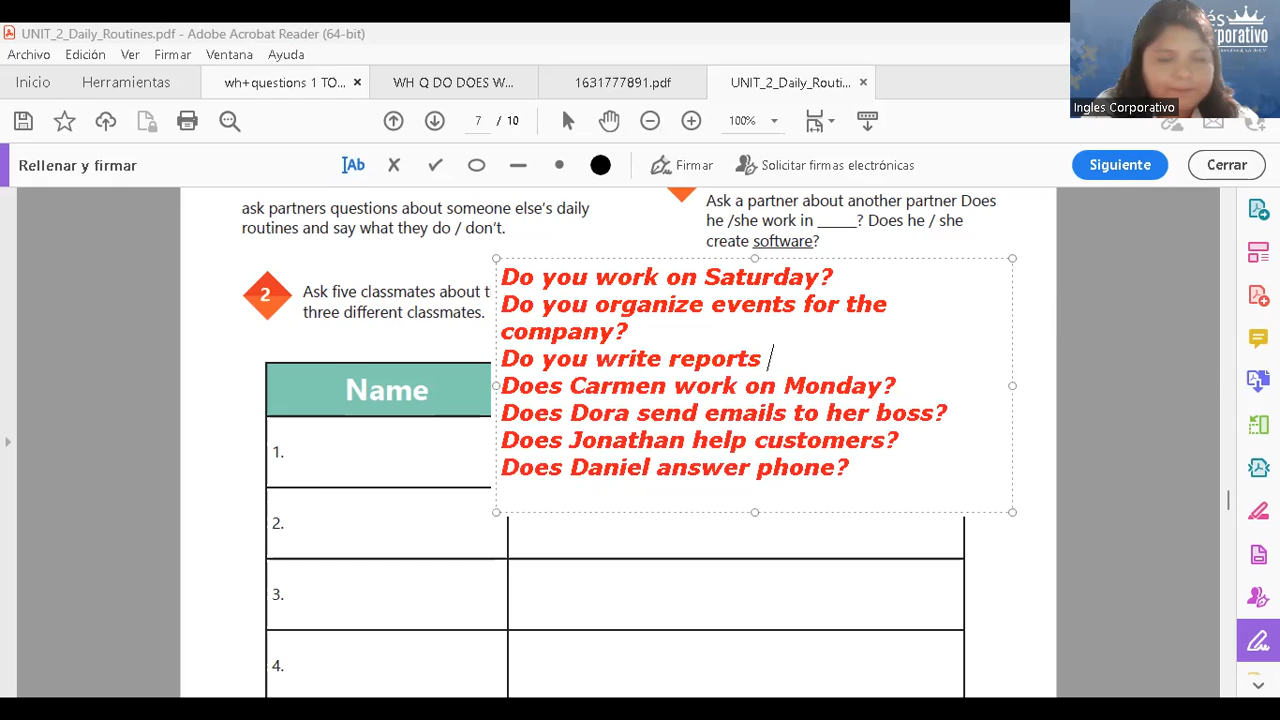 UNIT_2_Daily_Routines.pdf - Adobe Acrobat Reader (64-bit)
Archivo Edición Ver Firmar Ventana Ayuda
Inicio Herramientas wh+questions 1 TO... × WH Q DO DOES W... 1631777891.pdf UNIT_2_Daily_Routi... ×
7 / 10 100%
Rellenar y firmar Ab Firmar Solicitar firmas electrónicas Siguiente Cerrar
Ingles Corporativo
ask partners questions about someone else's daily
routines and say what they do / don't.
Ask a partner about another partner Does
he /she work in _____? Does he / she
create software?
2
Ask five classmates about t
three different classmates.
Do you work on Saturday?
Do you organize events for the
company?
Do you write reports
Does Carmen work on Monday?
Does Dora send emails to her boss?
Does Jonathan help customers?
Does Daniel answer phone?
Name
1.
2.
3.
4.